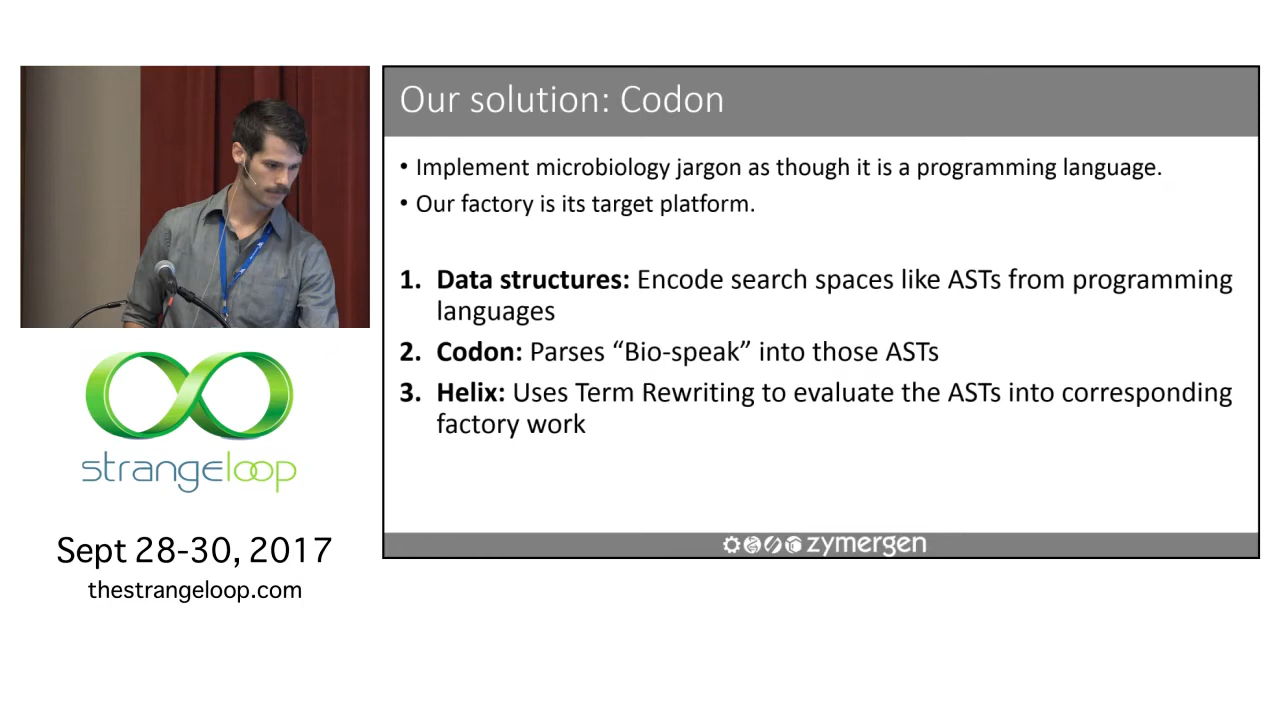 Our solution: Codon
• Implement microbiology jargon as though it is a programming language.
• Our factory is its target platform.
1. Data structures: Encode search spaces like ASTs from programming
languages
2. Codon: Parses “Bio-speak” into those ASTs
3. Helix: Uses Term Rewriting to evaluate the ASTs into corresponding
factory work
zymergen
strangeloop
Sept 28-30, 2017
thestrangeloop.com